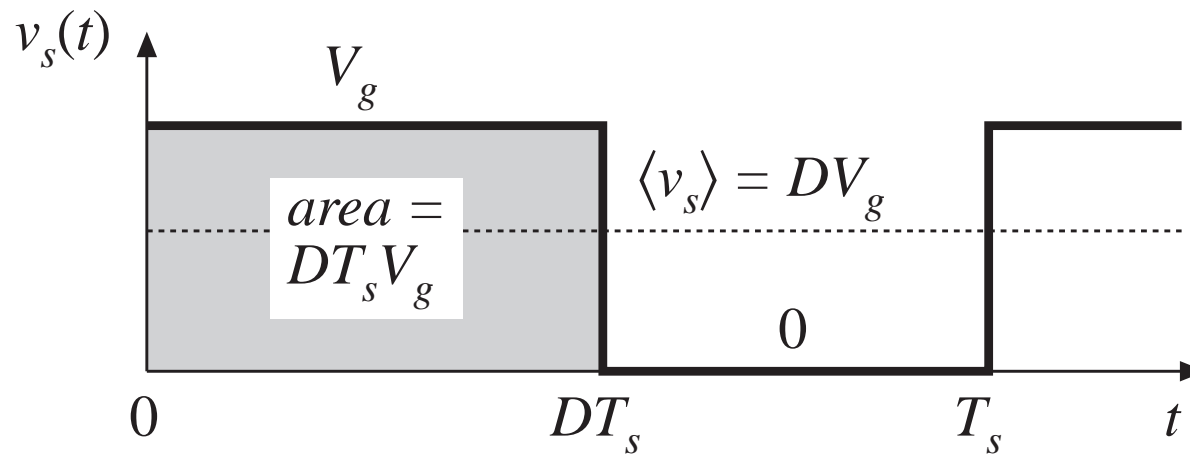 v_s(t)
V_g
⟨v_s⟩ = DV_g
area =
DT_sV_g
0
0
DT_s
T_s
t